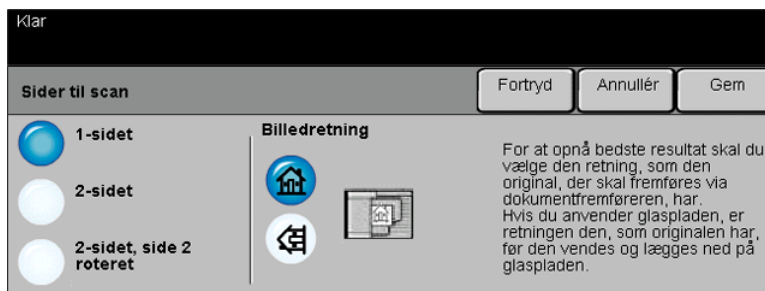 Klar
Sider til scan
Fortryd
Annullér
Gem
1-sidet
2-sidet
2-sidet, side 2
roteret
Billedretning
For at opnå bedste resultat skal du
vælge den retning, som den
original, der skal fremføres via
dokumentfremføreren, har.
Hvis du anvender glaspladen, er
retningen den, som originalen har,
før den vendes og lægges ned på
glaspladen.